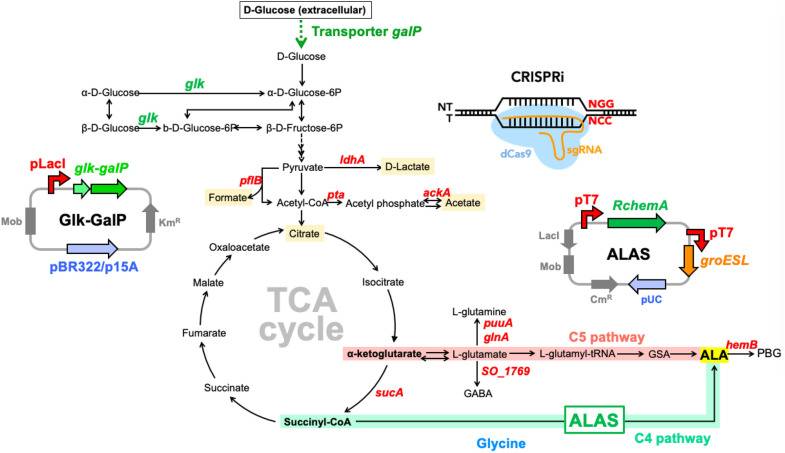 D-Glucose (extracellular)
Transporter galP
D-Glucose
α-D-Glucose
glk
α-D-Glucose-6P
β-D-Glucose
glk
b-D-Glucose-6P
β-D-Fructose-6P
CRISPRi
NT
T
NGG
NCC
dCas9
sgRNA
pLacI
glk-galP
Mob
Glk-GalP
KmR
pBR322/p15A
Pyruvate
ldhA
D-Lactate
pflB
Formate
Acetyl-CoA
pta
Acetyl phosphate
ackA
Acetate
Citrate
pT7
RchemA
pT7
LacI
ALAS
Mob
groESL
CmR
pUC
Oxaloacetate
Malate
Fumarate
Succinate
TCA
cycle
Isocitrate
L-glutamine
puuA
glnA
C5 pathway
α-ketoglutarate
L-glutamate
L-glutamyl-tRNA
GSA
ALA
hemB
PBG
SO_1769
GABA
sucA
Succinyl-CoA
ALAS
Glycine
C4 pathway